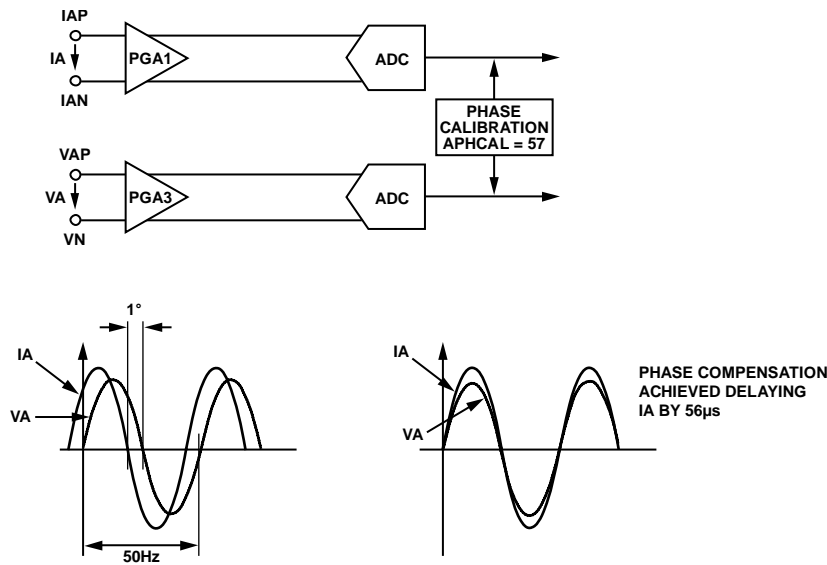 IAP
IA
IAN
PGA1
ADC
PHASE
CALIBRATION
APHCAL = 57
VAP
VA
VN
PGA3
ADC
1°
IA
VA
50Hz
IA
VA
PHASE COMPENSATION
ACHIEVED DELAYING
IA BY 56µs